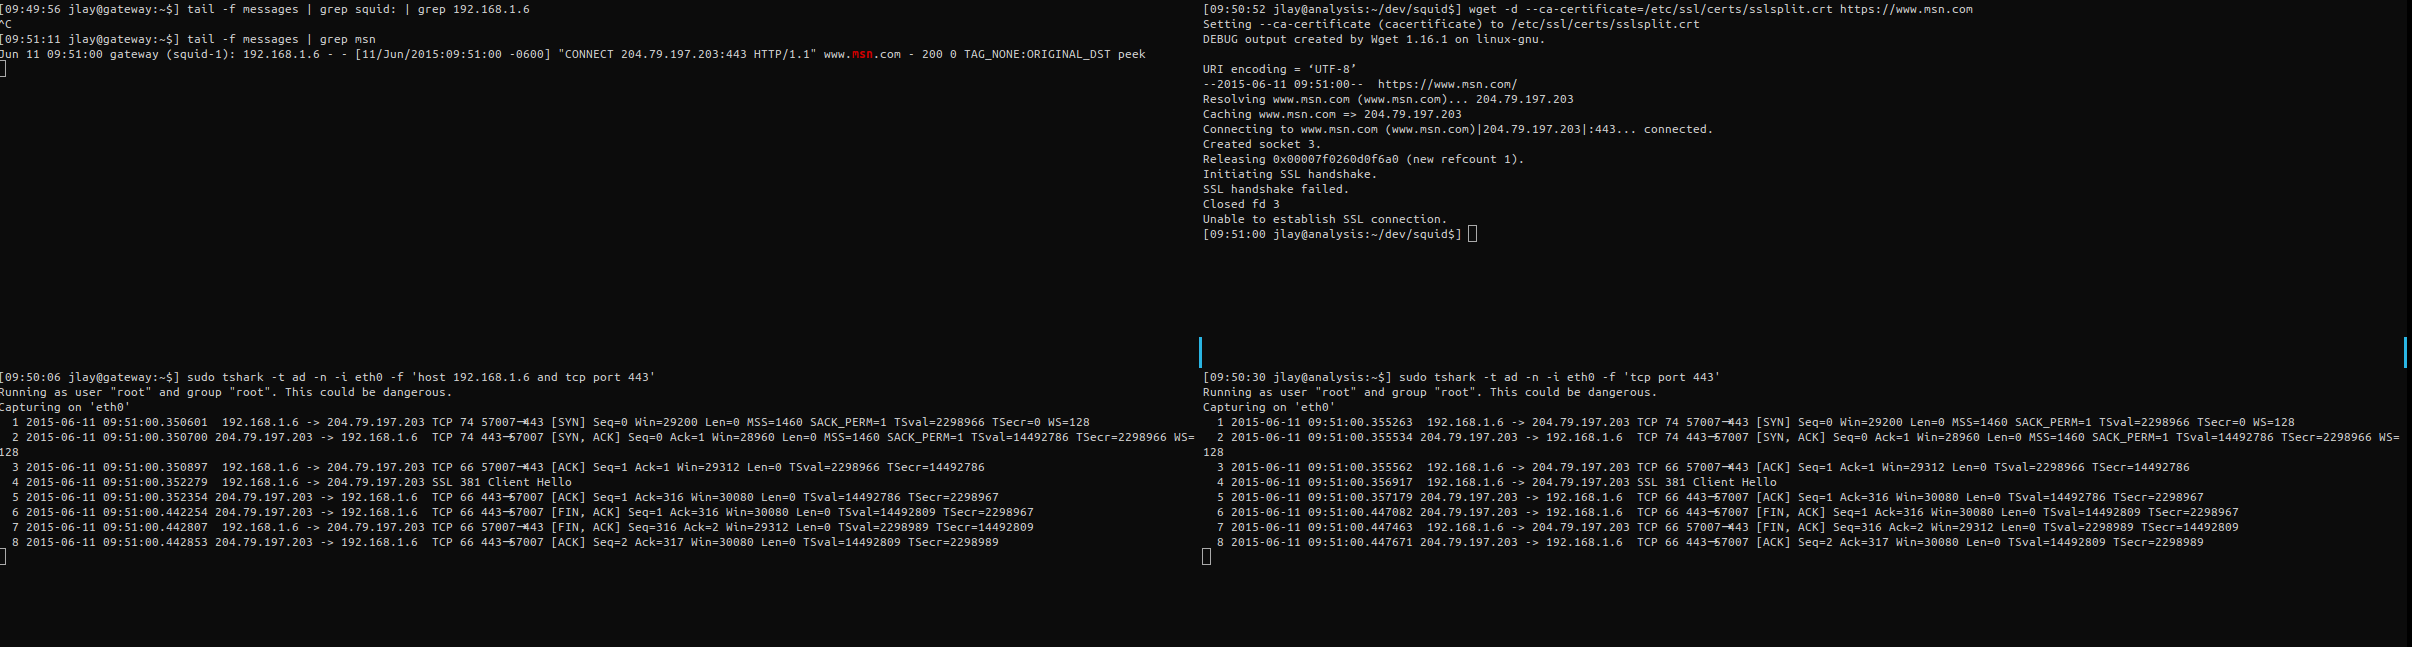 [09:49:56 jlay@gateway:~$] tail -f messages | grep squid: | grep 192.168.1.6
^C
[09:51:11 jlay@gateway:~$] tail -f messages | grep msn
Jun 11 09:51:00 gateway (squid-1): 192.168.1.6 - - [11/Jun/2015:09:51:00 -0600] "CONNECT 204.79.197.203:443 HTTP/1.1" www.msn.com - 200 0 TAG_NONE:ORIGINAL_DST peek
[09:50:52 jlay@analysis:~/dev/squid$] wget -d --ca-certificate=/etc/ssl/certs/sslsplit.crt https://www.msn.com
Setting --ca-certificate (cacertificate) to /etc/ssl/certs/sslsplit.crt
DEBUG output created by Wget 1.16.1 on linux-gnu.
URI encoding = ‘UTF-8’
--2015-06-11 09:51:00--  https://www.msn.com/
Resolving www.msn.com (www.msn.com)... 204.79.197.203
Caching www.msn.com => 204.79.197.203
Connecting to www.msn.com (www.msn.com)|204.79.197.203|:443... connected.
Created socket 3.
Releasing 0x00007f0260d0f6a0 (new refcount 1).
Initiating SSL handshake.
SSL handshake failed.
Closed fd 3
Unable to establish SSL connection.
[09:51:00 jlay@analysis:~/dev/squid$]
[09:50:06 jlay@gateway:~$] sudo tshark -t ad -n -i eth0 -f 'host 192.168.1.6 and tcp port 443'
Running as user "root" and group "root". This could be dangerous.
Capturing on 'eth0'
1 2015-06-11 09:51:00.350601  192.168.1.6 -> 204.79.197.203 TCP 74 57007→443 [SYN] Seq=0 Win=29200 Len=0 MSS=1460 SACK_PERM=1 TSval=2298966 TSecr=0 WS=128
2 2015-06-11 09:51:00.350700 204.79.197.203 -> 192.168.1.6  TCP 74 443→57007 [SYN, ACK] Seq=0 Ack=1 Win=28960 Len=0 MSS=1460 SACK_PERM=1 TSval=14492786 TSecr=2298966 WS=
128
3 2015-06-11 09:51:00.350897  192.168.1.6 -> 204.79.197.203 TCP 66 57007→443 [ACK] Seq=1 Ack=1 Win=29312 Len=0 TSval=2298966 TSecr=14492786
4 2015-06-11 09:51:00.352279  192.168.1.6 -> 204.79.197.203 SSL 381 Client Hello
5 2015-06-11 09:51:00.352354 204.79.197.203 -> 192.168.1.6  TCP 66 443→57007 [ACK] Seq=1 Ack=316 Win=30080 Len=0 TSval=14492786 TSecr=2298967
6 2015-06-11 09:51:00.442254 204.79.197.203 -> 192.168.1.6  TCP 66 443→57007 [FIN, ACK] Seq=1 Ack=316 Win=30080 Len=0 TSval=14492809 TSecr=2298967
7 2015-06-11 09:51:00.442807  192.168.1.6 -> 204.79.197.203 TCP 66 57007→443 [FIN, ACK] Seq=316 Ack=2 Win=29312 Len=0 TSval=2298989 TSecr=14492809
8 2015-06-11 09:51:00.442853 204.79.197.203 -> 192.168.1.6  TCP 66 443→57007 [ACK] Seq=2 Ack=317 Win=30080 Len=0 TSval=14492809 TSecr=2298989
[09:50:30 jlay@analysis:~$] sudo tshark -t ad -n -i eth0 -f 'tcp port 443'
Running as user "root" and group "root". This could be dangerous.
Capturing on 'eth0'
1 2015-06-11 09:51:00.355263  192.168.1.6 -> 204.79.197.203 TCP 74 57007→443 [SYN] Seq=0 Win=29200 Len=0 MSS=1460 SACK_PERM=1 TSval=2298966 TSecr=0 WS=128
2 2015-06-11 09:51:00.355534 204.79.197.203 -> 192.168.1.6  TCP 74 443→57007 [SYN, ACK] Seq=0 Ack=1 Win=28960 Len=0 MSS=1460 SACK_PERM=1 TSval=14492786 TSecr=2298966 WS=
128
3 2015-06-11 09:51:00.355562  192.168.1.6 -> 204.79.197.203 TCP 66 57007→443 [ACK] Seq=1 Ack=1 Win=29312 Len=0 TSval=2298966 TSecr=14492786
4 2015-06-11 09:51:00.356917  192.168.1.6 -> 204.79.197.203 SSL 381 Client Hello
5 2015-06-11 09:51:00.357179 204.79.197.203 -> 192.168.1.6  TCP 66 443→57007 [ACK] Seq=1 Ack=316 Win=30080 Len=0 TSval=14492786 TSecr=2298967
6 2015-06-11 09:51:00.447082 204.79.197.203 -> 192.168.1.6  TCP 66 443→57007 [FIN, ACK] Seq=1 Ack=316 Win=30080 Len=0 TSval=14492809 TSecr=2298967
7 2015-06-11 09:51:00.447463  192.168.1.6 -> 204.79.197.203 TCP 66 57007→443 [FIN, ACK] Seq=316 Ack=2 Win=29312 Len=0 TSval=2298989 TSecr=14492809
8 2015-06-11 09:51:00.447671 204.79.197.203 -> 192.168.1.6  TCP 66 443→57007 [ACK] Seq=2 Ack=317 Win=30080 Len=0 TSval=14492809 TSecr=2298989